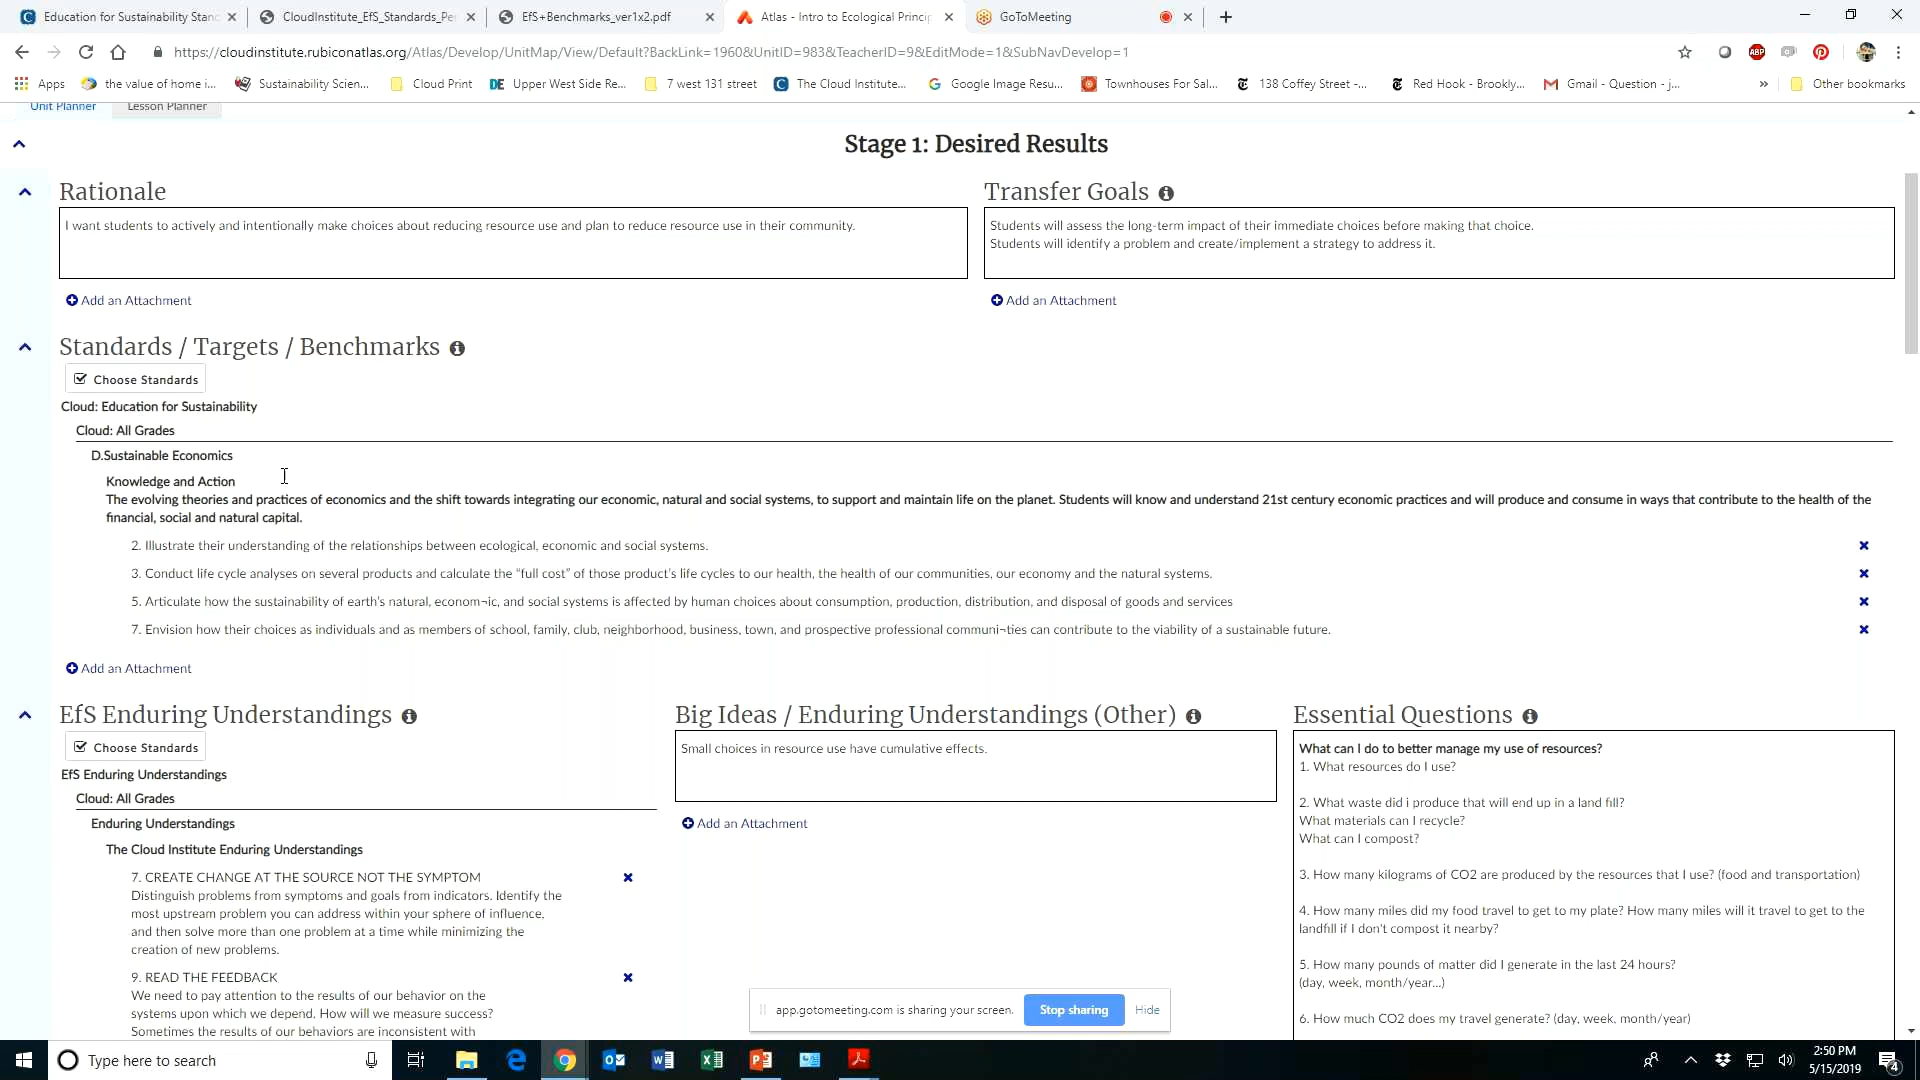 Education for Sustainability Stand
CloudInstitute_EfS_Standards_Pe
EfS+Benchmarks_ver1x2.pdf
Atlas - Intro to Ecological Princip
GoToMeeting
https://cloudinstitute.rubiconatlas.org/Atlas/Develop/UnitMap/View/Default?BackLink=1960&UnitID=983&TeacherID=9&EditMode=1&SubNavDevelop=1
ABP
Apps
the value of home i...
Sustainability Scien...
Cloud Print
DE Upper West Side Re...
7 west 131 street
The Cloud Institute...
Google Image Resu...
Townhouses For Sal...
138 Coffey Street -...
Red Hook - Brookly...
Gmail - Question - j...
»
Other bookmarks
Unit Planner
Lesson Planner
Stage 1: Desired Results
Rationale
I want students to actively and intentionally make choices about reducing resource use and plan to reduce resource use in their community.
Add an Attachment
Transfer Goals
Students will assess the long-term impact of their immediate choices before making that choice.
Students will identify a problem and create/implement a strategy to address it.
Add an Attachment
Standards / Targets / Benchmarks
Choose Standards
Cloud: Education for Sustainability
Cloud: All Grades
D.Sustainable Economics
Knowledge and Action
The evolving theories and practices of economics and the shift towards integrating our economic, natural and social systems, to support and maintain life on the planet. Students will know and understand 21st century economic practices and will produce and consume in ways that contribute to the health of the
financial, social and natural capital.
2. Illustrate their understanding of the relationships between ecological, economic and social systems.
3. Conduct life cycle analyses on several products and calculate the “full cost” of those product’s life cycles to our health, the health of our communities, our economy and the natural systems.
5. Articulate how the sustainability of earth’s natural, econom¬ic, and social systems is affected by human choices about consumption, production, distribution, and disposal of goods and services
7. Envision how their choices as individuals and as members of school, family, club, neighborhood, business, town, and prospective professional communi¬ties can contribute to the viability of a sustainable future.
Add an Attachment
EfS Enduring Understandings
Choose Standards
EfS Enduring Understandings
Cloud: All Grades
Enduring Understandings
The Cloud Institute Enduring Understandings
7. CREATE CHANGE AT THE SOURCE NOT THE SYMPTOM
Distinguish problems from symptoms and goals from indicators. Identify the
most upstream problem you can address within your sphere of influence,
and then solve more than one problem at a time while minimizing the
creation of new problems.
9. READ THE FEEDBACK
We need to pay attention to the results of our behavior on the
systems upon which we depend. How will we measure success?
Sometimes the results of our behaviors are inconsistent with
Big Ideas / Enduring Understandings (Other)
Small choices in resource use have cumulative effects.
Add an Attachment
Essential Questions
What can I do to better manage my use of resources?
1. What resources do I use?
2. What waste did i produce that will end up in a land fill?
What materials can I recycle?
What can I compost?
3. How many kilograms of CO2 are produced by the resources that I use? (food and transportation)
4. How many miles did my food travel to get to my plate? How many miles will it travel to get to the
landfill if I don't compost it nearby?
5. How many pounds of matter did I generate in the last 24 hours?
(day, week, month/year...)
6. How much CO2 does my travel generate? (day, week, month/year)
app.gotomeeting.com is sharing your screen.
Stop sharing
Hide
Type here to search
2:50 PM
5/15/2019
4